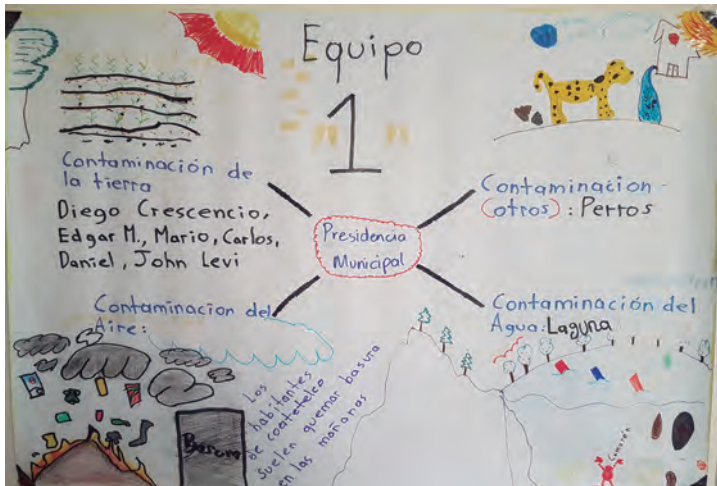 Equipo
1
Contaminación de
la tierra
Diego Crescencio,
Edgar M., Mario, Carlos,
Daniel, John Levi
Contaminacion -
(otros): Perros
Presidencia
Municipal
Contaminacion del
Aire:
Contaminación del
Agua: Laguna
Los
habitantes
de coatetelco
suelen quemar basura
en las mañanas
Basura
Camarón